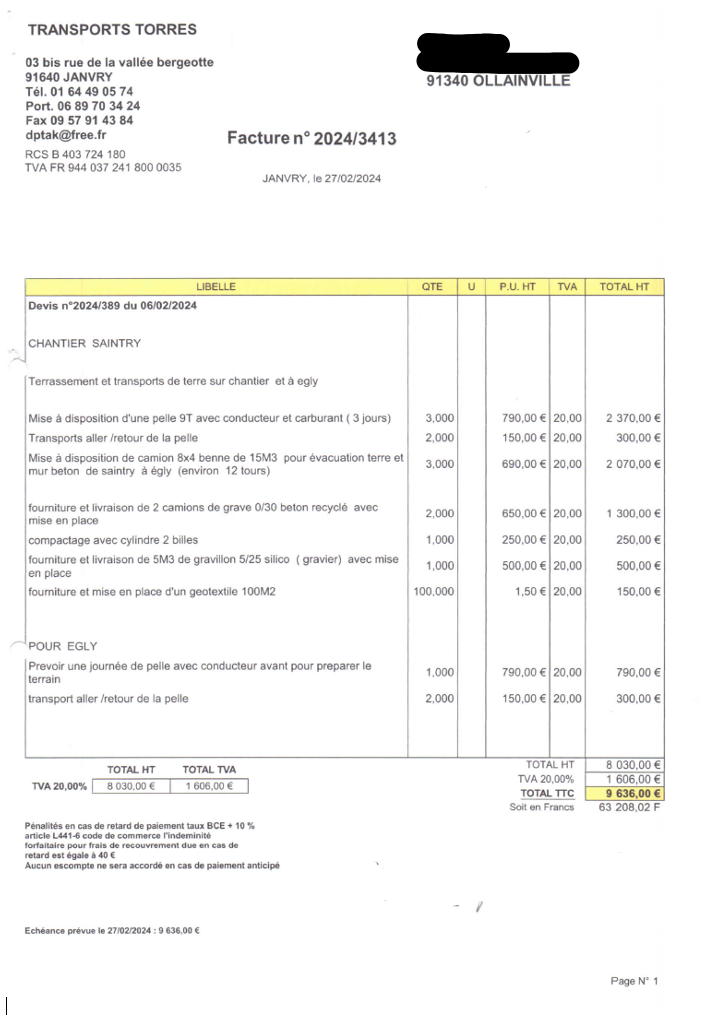 TRANSPORTS TORRES
03 bis rue de la vallée bergeotte
91640 JANVRY
Tél. 01 64 49 05 74
Port. 06 89 70 34 24
Fax 09 57 91 43 84
dptak@free.fr
RCS B 403 724 180
TVA FR 944 037 241 800 0035
91340 OLLAINVILLE
Facture n° 2024/3413
JANVRY, le 27/02/2024
LIBELLE QTE U P.U. HT TVA TOTAL HT
Devis n°2024/389 du 06/02/2024
CHANTIER SAINTRY
Terrassement et transports de terre sur chantier et à egly
Mise à disposition d'une pelle 9T avec conducteur et carburant ( 3 jours) 3,000 790,00 € 20,00 2 370,00 €
Transports aller /retour de la pelle 2,000 150,00 € 20,00 300,00 €
Mise à disposition de camion 8x4 benne de 15M3 pour évacuation terre et
mur beton de saintry à égly (environ 12 tours) 3,000 690,00 € 20,00 2 070,00 €
fourniture et livraison de 2 camions de grave 0/30 beton recyclé avec
mise en place 2,000 650,00 € 20,00 1 300,00 €
compactage avec cylindre 2 billes 1,000 250,00 € 20,00 250,00 €
fourniture et livraison de 5M3 de gravillon 5/25 silico ( gravier) avec mise
en place 1,000 500,00 € 20,00 500,00 €
fourniture et mise en place d'un geotextile 100M2 100,000 1,50 € 20,00 150,00 €
POUR EGLY
Prevoir une journée de pelle avec conducteur avant pour preparer le
terrain 1,000 790,00 € 20,00 790,00 €
transport aller /retour de la pelle 2,000 150,00 € 20,00 300,00 €
TOTAL HT TOTAL TVA
TVA 20,00% 8 030,00 € 1 606,00 €
TOTAL HT 8 030,00 €
TVA 20,00% 1 606,00 €
TOTAL TTC 9 636,00 €
Soit en Francs 63 208,02 F
Pénalités en cas de retard de paiement taux BCE + 10 %
article L441-6 code de commerce l'indeminité
forfaitaire pour frais de recouvrement due en cas de
retard est égale à 40 €
Aucun escompte ne sera accordé en cas de paiement anticipé
Echéance prévue le 27/02/2024 : 9 636,00 €
Page N° 1